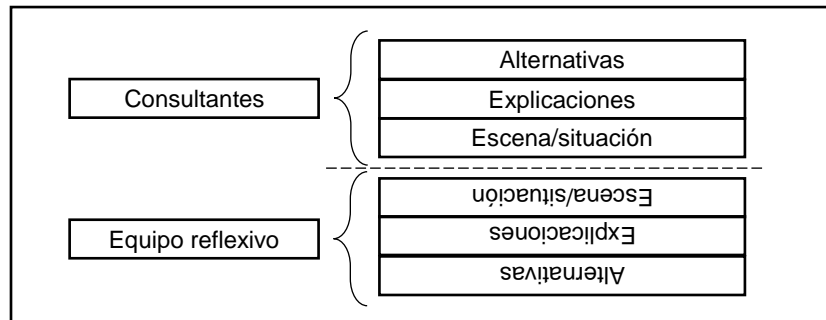 Consultantes
Alternativas
Explicaciones
Escena/situación
Equipo reflexivo
Escena/situación
Explicaciones
Alternativas